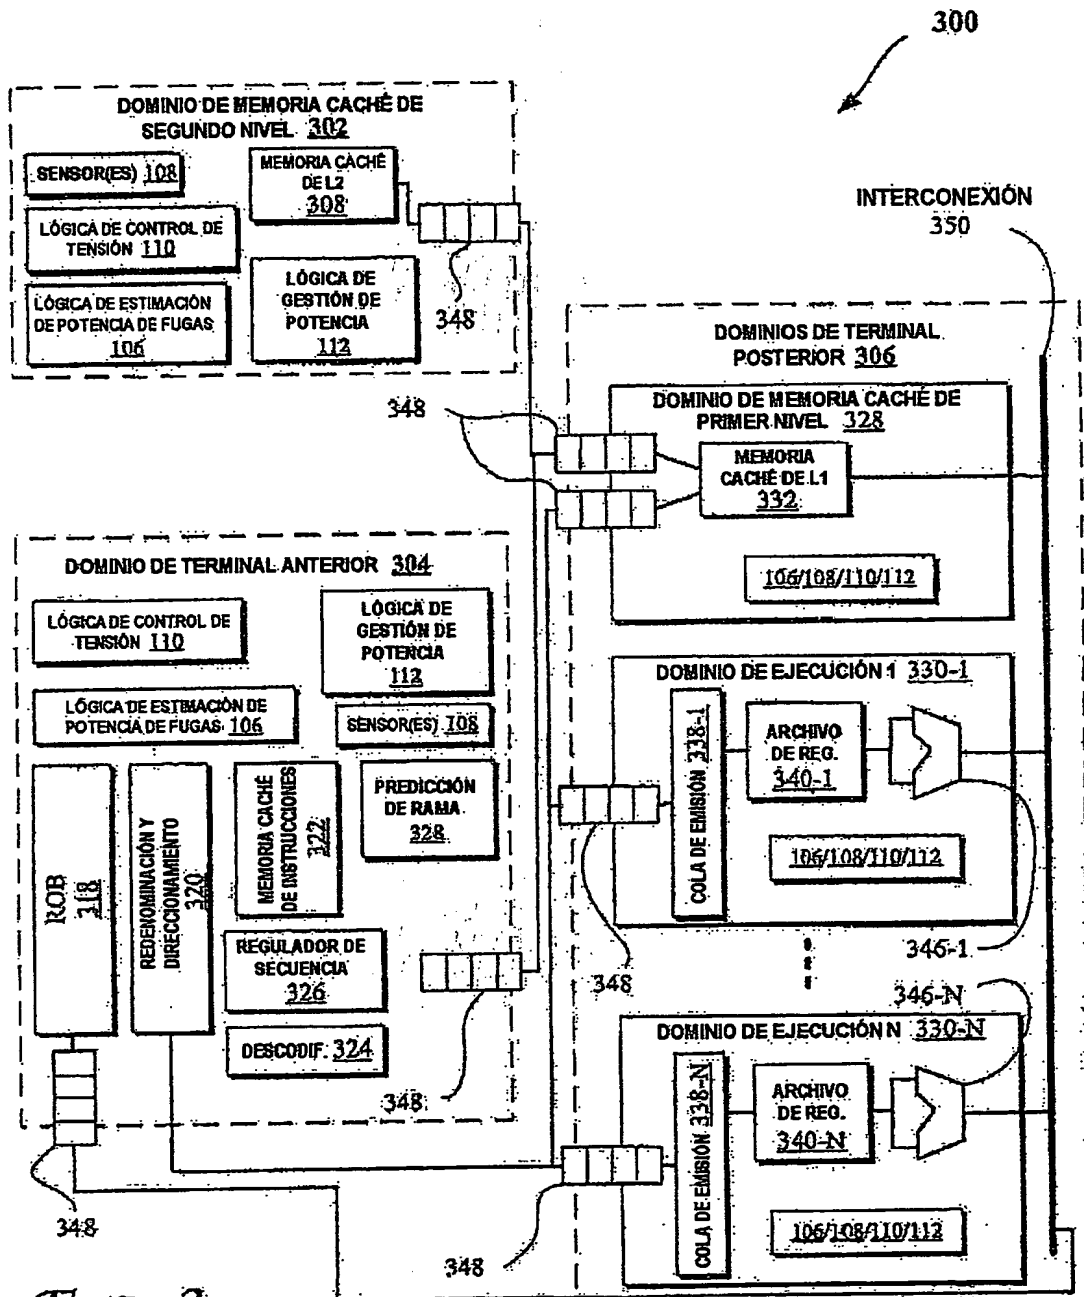 300
DOMINIO DE MEMORIA CACHÉ DE
SEGUNDO NIVEL 302
SENSOR(ES) 108
MEMORIA CACHÉ
DE L2
308
LÓGICA DE CONTROL DE
TENSIÓN 110
LÓGICA DE ESTIMACIÓN
DE POTENCIA DE FUGAS
106
LÓGICA DE
GESTIÓN DE
POTENCIA
112
348
INTERCONEXIÓN
350
DOMINIOS DE TERMINAL
POSTERIOR 306
348
DOMINIO DE MEMORIA CACHÉ DE
PRIMER NIVEL 328
MEMORIA
CACHÉ DE L1
332
106/108/110/112
DOMINIO DE TERMINAL ANTERIOR 304
LÓGICA DE CONTROL DE
TENSIÓN 110
LÓGICA DE
GESTIÓN DE
POTENCIA
112
LÓGICA DE ESTIMACIÓN DE
POTENCIA DE FUGAS 106
SENSOR(ES) 108
ROB
318
REDENOMINACIÓN Y
DIRECCIONAMIENTO
320
MEMORIA CACHÉ
DE INSTRUCCIONES
322
PREDICCIÓN
DE RAMA
328
REGULADOR DE
SECUENCIA
326
DESCODIF. 324
348
348
DOMINIO DE EJECUCIÓN 1 330-1
COLA DE EMISIÓN 338-1
ARCHIVO
DE REG.
340-1
106/108/110/112
348
346-1
346-N
DOMINIO DE EJECUCIÓN N 330-N
COLA DE EMISIÓN 338-N
ARCHIVO
DE REG.
340-N
106/108/110/112
348